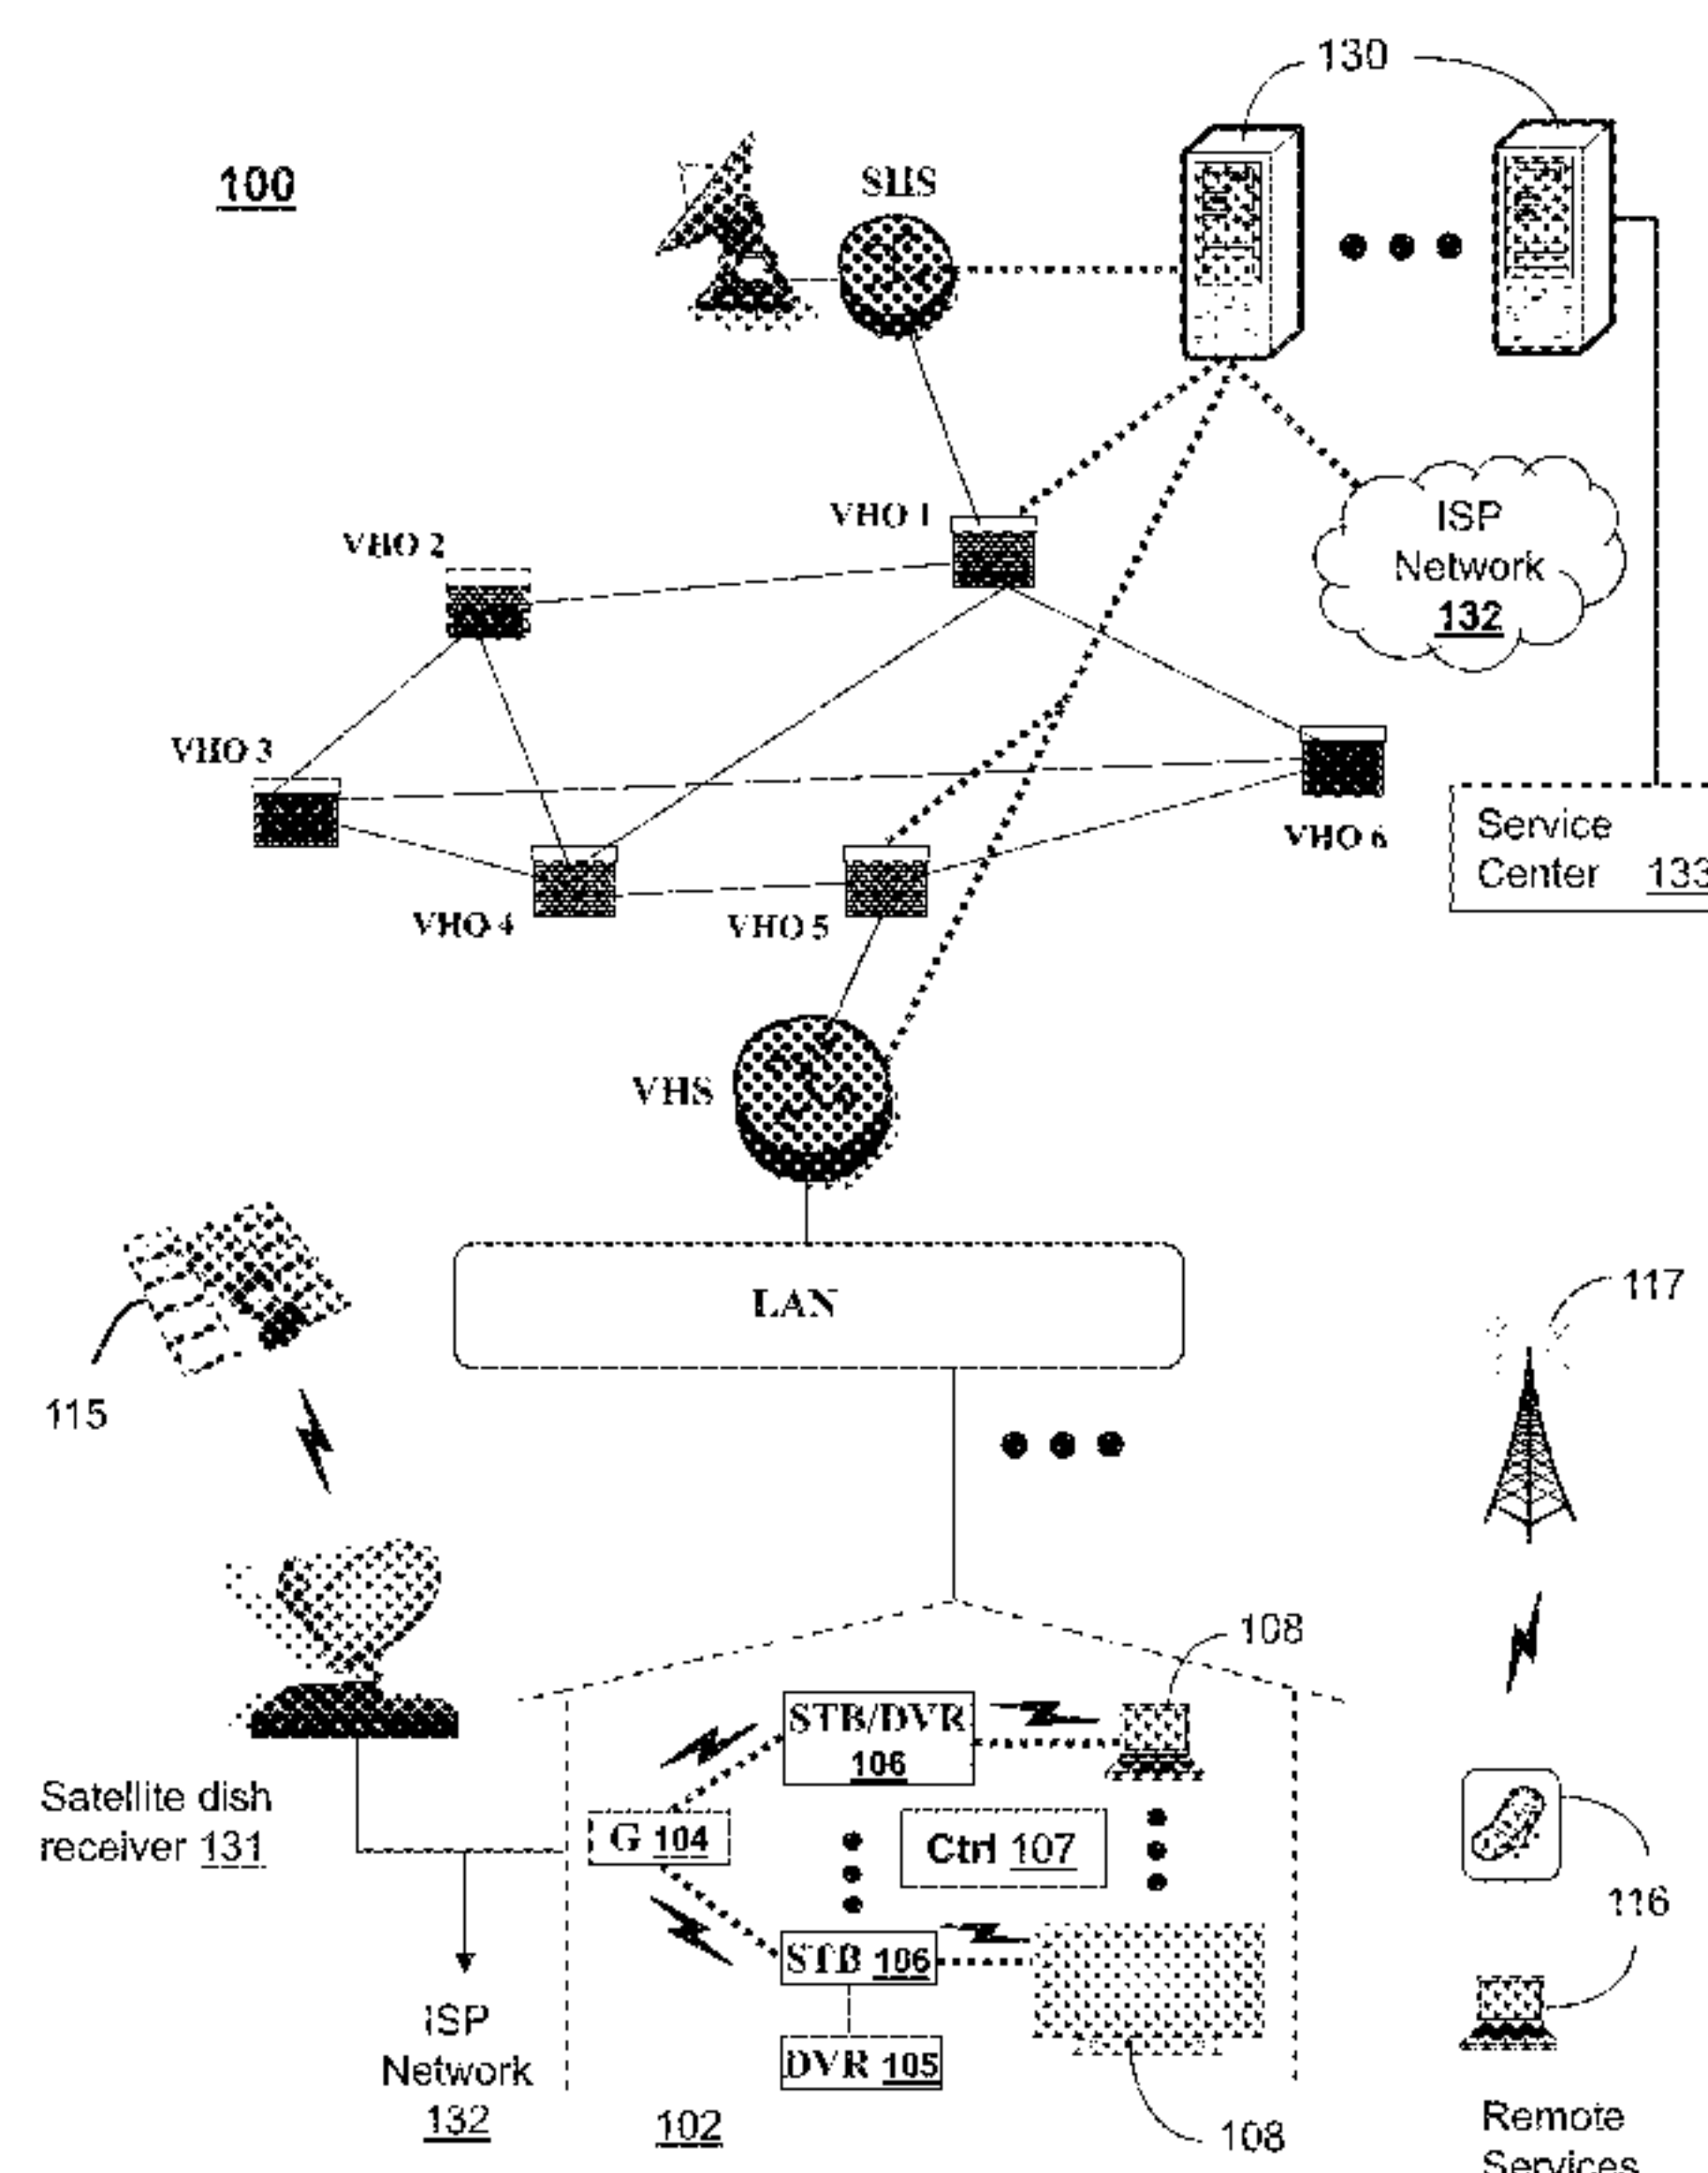 130
100
SHS
VHO 1
ISP
Network
132
VHO 2
VHO 3
VHO 6
Service
Center 133
VHO 4
VHO 5
VHS
LAN
117
115
108
STB/DVR
106
Satellite dish
receiver 131
G 104
Ctrl 107
116
STB 106
ISP
Network
132
DVR 105
102
108
Remote
Services